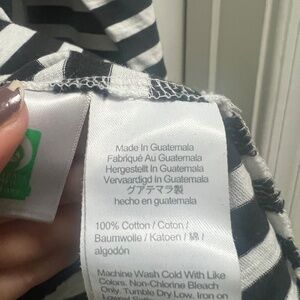 Made In Guatemala
Fabriqué Au Guatemala
Hergestellt In Guatemala
Vervaardigd In Guatemala
グアテマラ製
hecho en guatemala
100% Cotton / Coton /
Baumwolle / Katoen / 綿 /
algodón
Machine Wash Cold With Like
Colors. Non-Chlorine Bleach
Only. Tumble Dry Low. Iron on